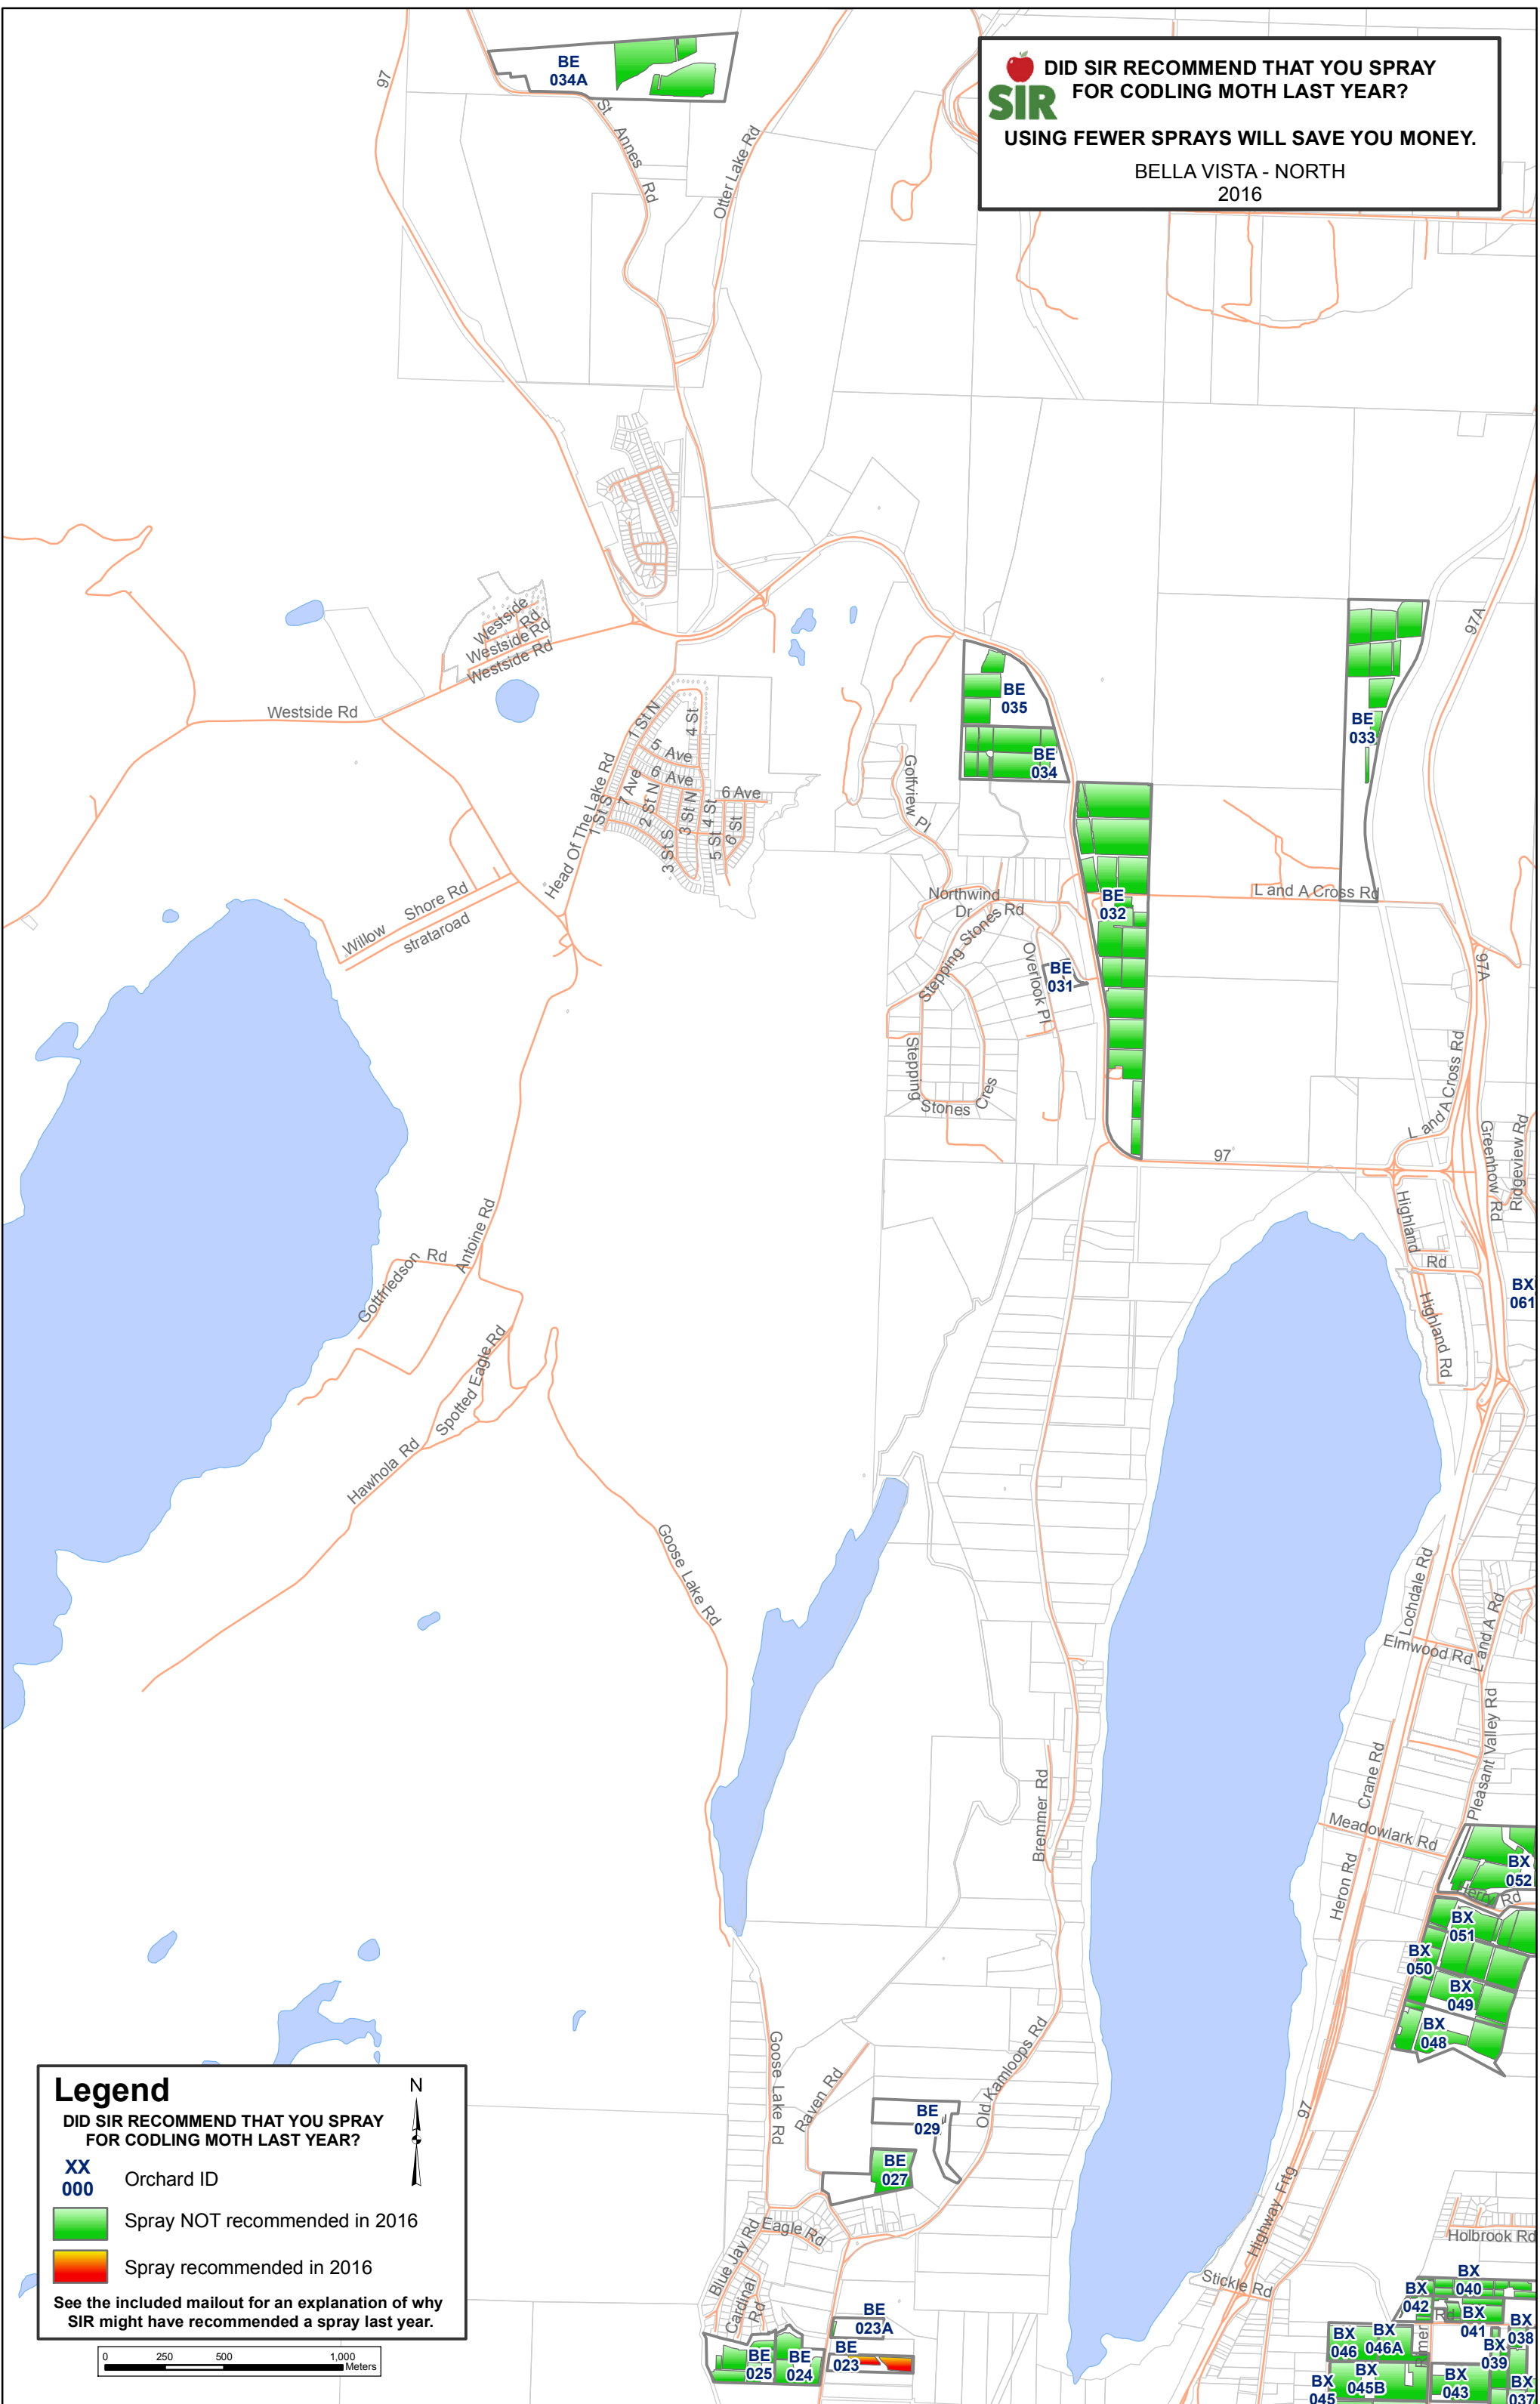 DID SIR RECOMMEND THAT YOU SPRAY
FOR CODLING MOTH LAST YEAR?
SIR
USING FEWER SPRAYS WILL SAVE YOU MONEY.
BELLA VISTA - NORTH
2016
BE
034A
97
St Annes Rd
Otter Lake Rd
97A
Westside Rd
Westside Rd
Westside Rd
Westside Rd
BE
035
BE
034
BE
033
1 St N
4 St
5 Ave
6 Ave
7 Ave
2 St N
3 St N
4 St
6 Ave
1 St S
3 St S
5 St
6 St
Head Of The Lake Rd
Golfview Pl
Willow Shore Rd
strataroad
Northwind
Dr
Stepping Stones Rd
BE
032
L and A Cross Rd
BE
031
Overlook Pl
97A
Stepping
Stones Cres
L and A Cross Rd
Greenhow Rd
Ridgeview Rd
97
Antoine Rd
Gottfriedson Rd
Highland
Rd
BX
061
Highland Rd
Spotted Eagle Rd
Hawhola Rd
Goose Lake Rd
Lochdale Rd
Elmwood Rd
L and A Rd
Pleasant Valley Rd
Crane Rd
Bremmer Rd
Meadowlark Rd
Heron Rd
BX
052
Herry Rd
BX
051
BX
050
BX
049
BX
048
Goose Lake Rd
Raven Rd
Old Kamloops Rd
97
BE
029
BE
027
Highway Frtg
Eagle Rd
Blue Jay Rd
Cardinal
Rd
Holbrook Rd
Stickle Rd
BX
040
BX
042
Rd
BX
041
BX
038
BE
023A
BE
023
BE
025
BE
024
BX
046
BX
046A
BX
039
BX
045
BX
045B
BX
043
BX
037
Legend
N
DID SIR RECOMMEND THAT YOU SPRAY
FOR CODLING MOTH LAST YEAR?
XX
000
Orchard ID
Spray NOT recommended in 2016
Spray recommended in 2016
See the included mailout for an explanation of why
SIR might have recommended a spray last year.
0 250 500 1,000
Meters